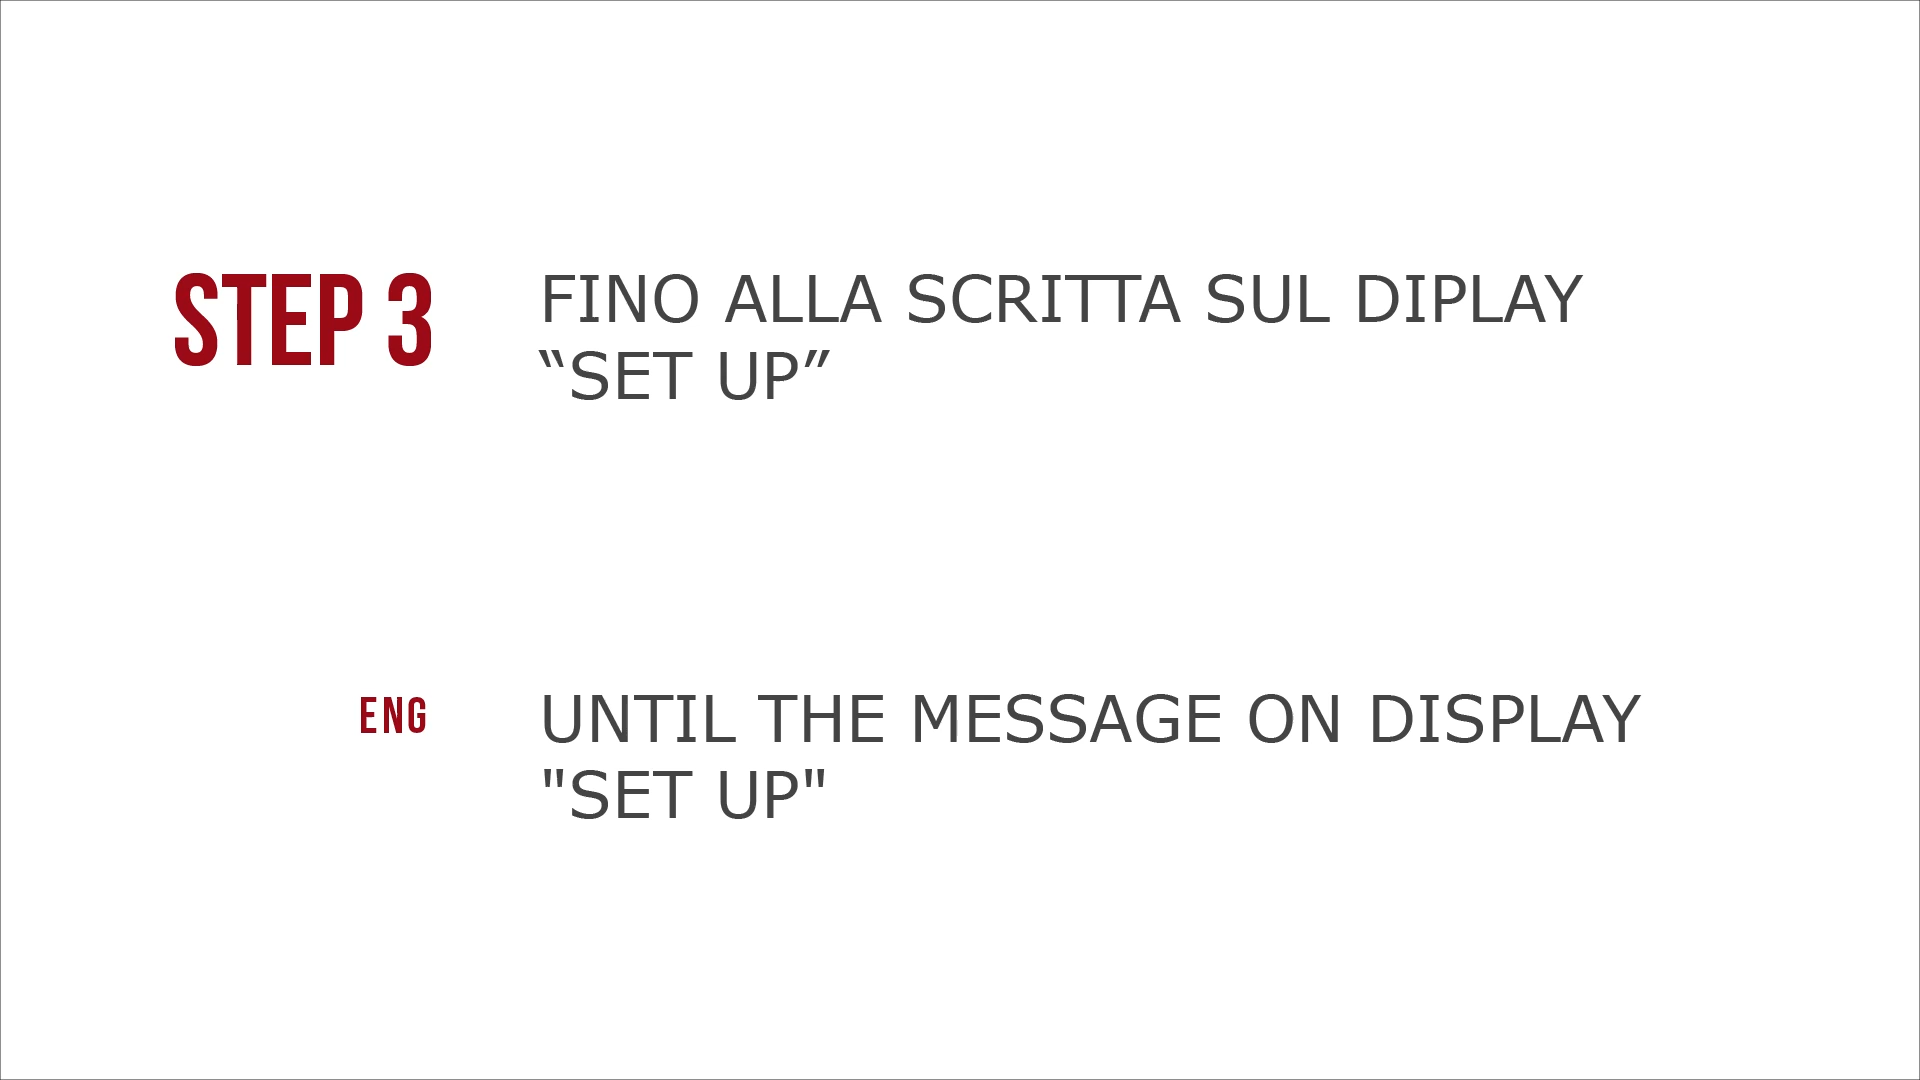 STEP 3
FINO ALLA SCRITTA SUL DIPLAY
“SET UP”
ENG
UNTIL THE MESSAGE ON DISPLAY
"SET UP"